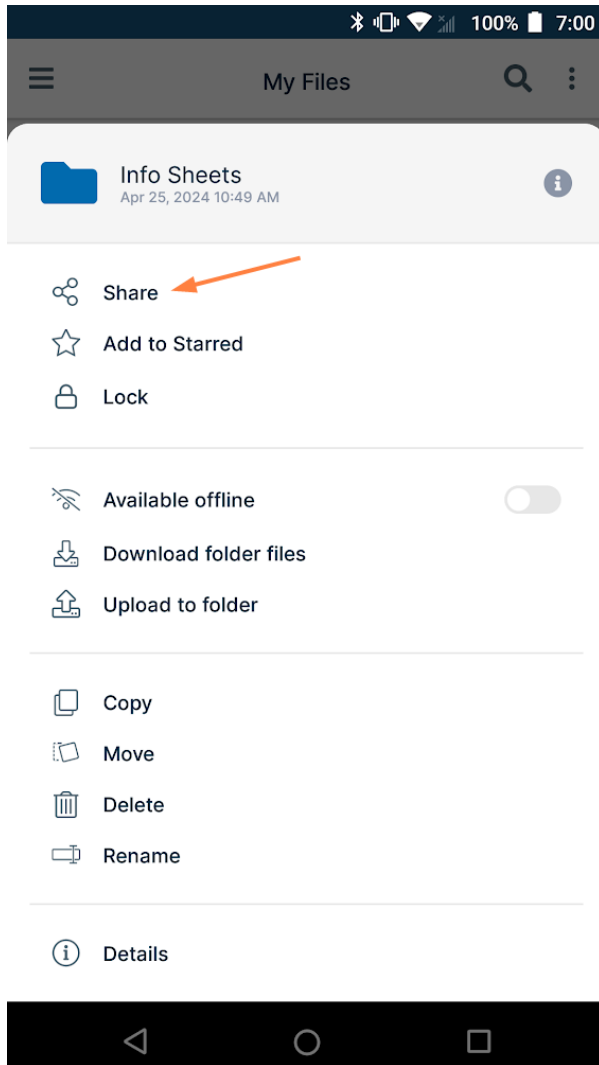 100% 7:00
My Files
Info Sheets
Apr 25, 2024 10:49 AM
Share
Add to Starred
Lock
Available offline
Download folder files
Upload to folder
Copy
Move
Delete
Rename
Details